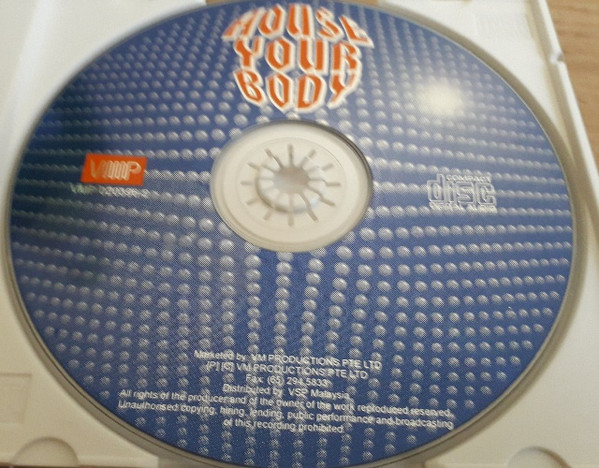 HOUSE
YOUR
BODY
VMP
COMPACT
disc
DIGITAL AUDIO
Marketed by: VM PRODUCTIONS PTE LTD
[P] [C] VM PRODUCTIONS PTE LTD
Fax: (65) 294 5833
Distributed by: VSP Malaysia
All rights of the producer and of the owner of the work reproduced reserved.
Unauthorised copying, hiring, lending, public performance and broadcasting
of this recording prohibited.